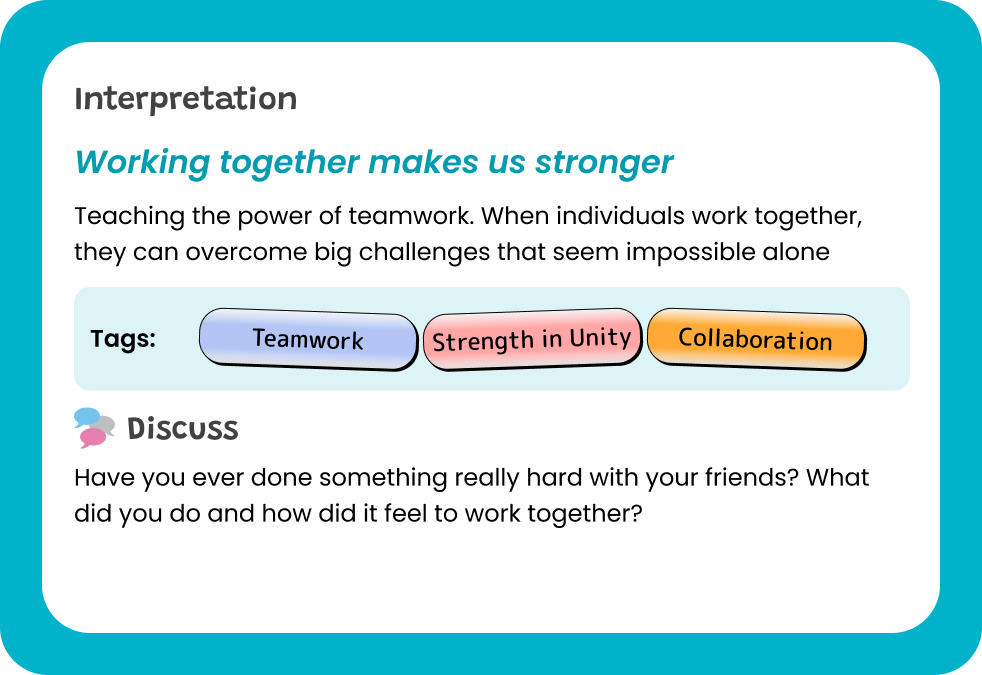 Interpretation
Working together makes us stronger
Teaching the power of teamwork. When individuals work together,
they can overcome big challenges that seem impossible alone
Tags: Teamwork Strength in Unity Collaboration
Discuss
Have you ever done something really hard with your friends? What
did you do and how did it feel to work together?